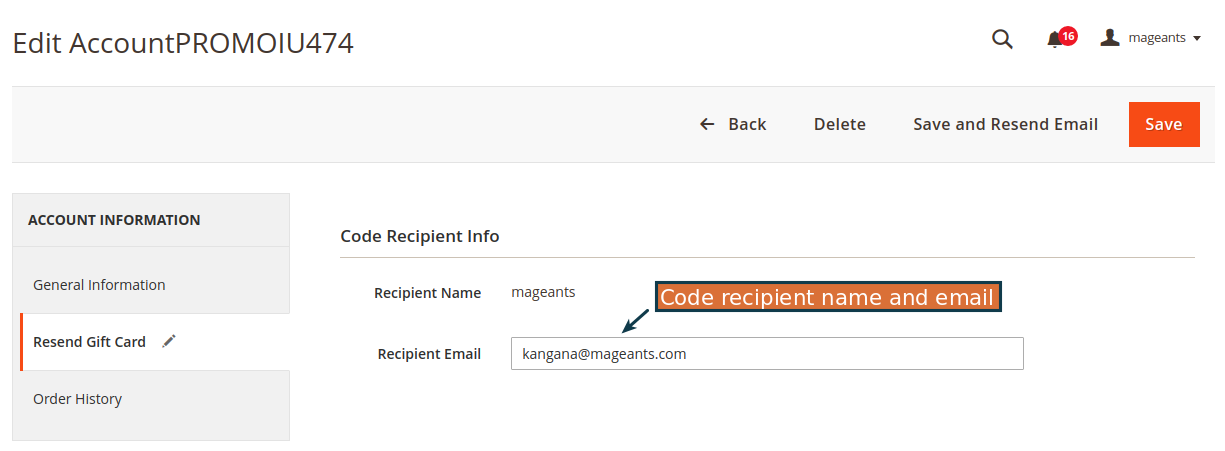 Edit AccountPROMOIU474
16
mageants
Back Delete Save and Resend Email Save
ACCOUNT INFORMATION
General Information
Resend Gift Card
Order History
Code Recipient Info
Recipient Name mageants
Code recipient name and email
Recipient Email kangana@mageants.com